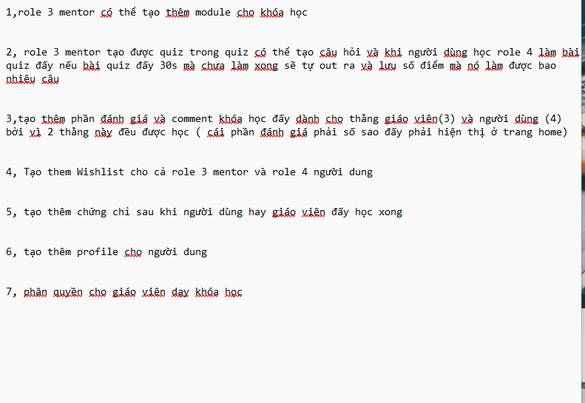 1,role 3 mentor có thể tạo thêm module cho khóa học
2, role 3 mentor tạo được quiz trong quiz có thể tạo câu hỏi và khi người dùng học role 4 làm bài
quiz đấy nếu bài quiz đấy 30s mà chưa làm xong sẽ tự out ra và lưu số điểm mà nó làm được bao
nhiêu câu
3,tạo thêm phần đánh giá và comment khóa học đấy dành cho thằng giáo viên(3) và người dùng (4)
bởi vì 2 thằng này đều được học ( cái phần đánh giá phải số sao đấy phải hiện thị ở trang home)
4, Tạo them Wishlist cho cả role 3 mentor và role 4 người dung
5, tạo thêm chứng chỉ sau khi người dùng hay giáo viên đấy học xong
6, tạo thêm profile cho người dung
7, phân quyền cho giáo viên dạy khóa học